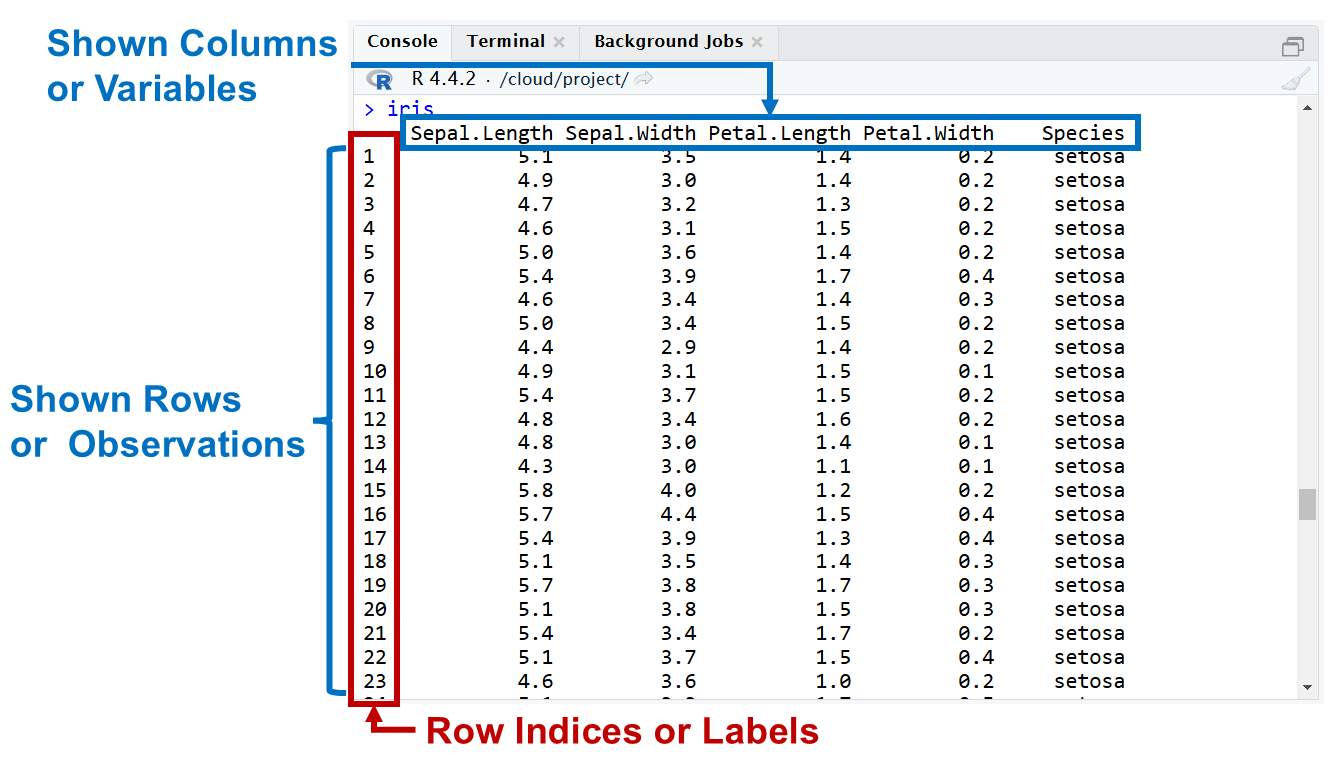 Shown Columns
or Variables
Console Terminal Background Jobs
R R 4.4.2 · /cloud/project/
> iris
Sepal.Length Sepal.Width Petal.Length Petal.Width Species
1 5.1 3.5 1.4 0.2 setosa
2 4.9 3.0 1.4 0.2 setosa
3 4.7 3.2 1.3 0.2 setosa
4 4.6 3.1 1.5 0.2 setosa
5 5.0 3.6 1.4 0.2 setosa
6 5.4 3.9 1.7 0.4 setosa
7 4.6 3.4 1.4 0.3 setosa
8 5.0 3.4 1.5 0.2 setosa
9 4.4 2.9 1.4 0.2 setosa
10 4.9 3.1 1.5 0.1 setosa
11 5.4 3.7 1.5 0.2 setosa
12 4.8 3.4 1.6 0.2 setosa
13 4.8 3.0 1.4 0.1 setosa
14 4.3 3.0 1.1 0.1 setosa
15 5.8 4.0 1.2 0.2 setosa
16 5.7 4.4 1.5 0.4 setosa
17 5.4 3.9 1.3 0.4 setosa
18 5.1 3.5 1.4 0.3 setosa
19 5.7 3.8 1.7 0.3 setosa
20 5.1 3.8 1.5 0.3 setosa
21 5.4 3.4 1.7 0.2 setosa
22 5.1 3.7 1.5 0.4 setosa
23 4.6 3.6 1.0 0.2 setosa
Shown Rows
or Observations
Row Indices or Labels